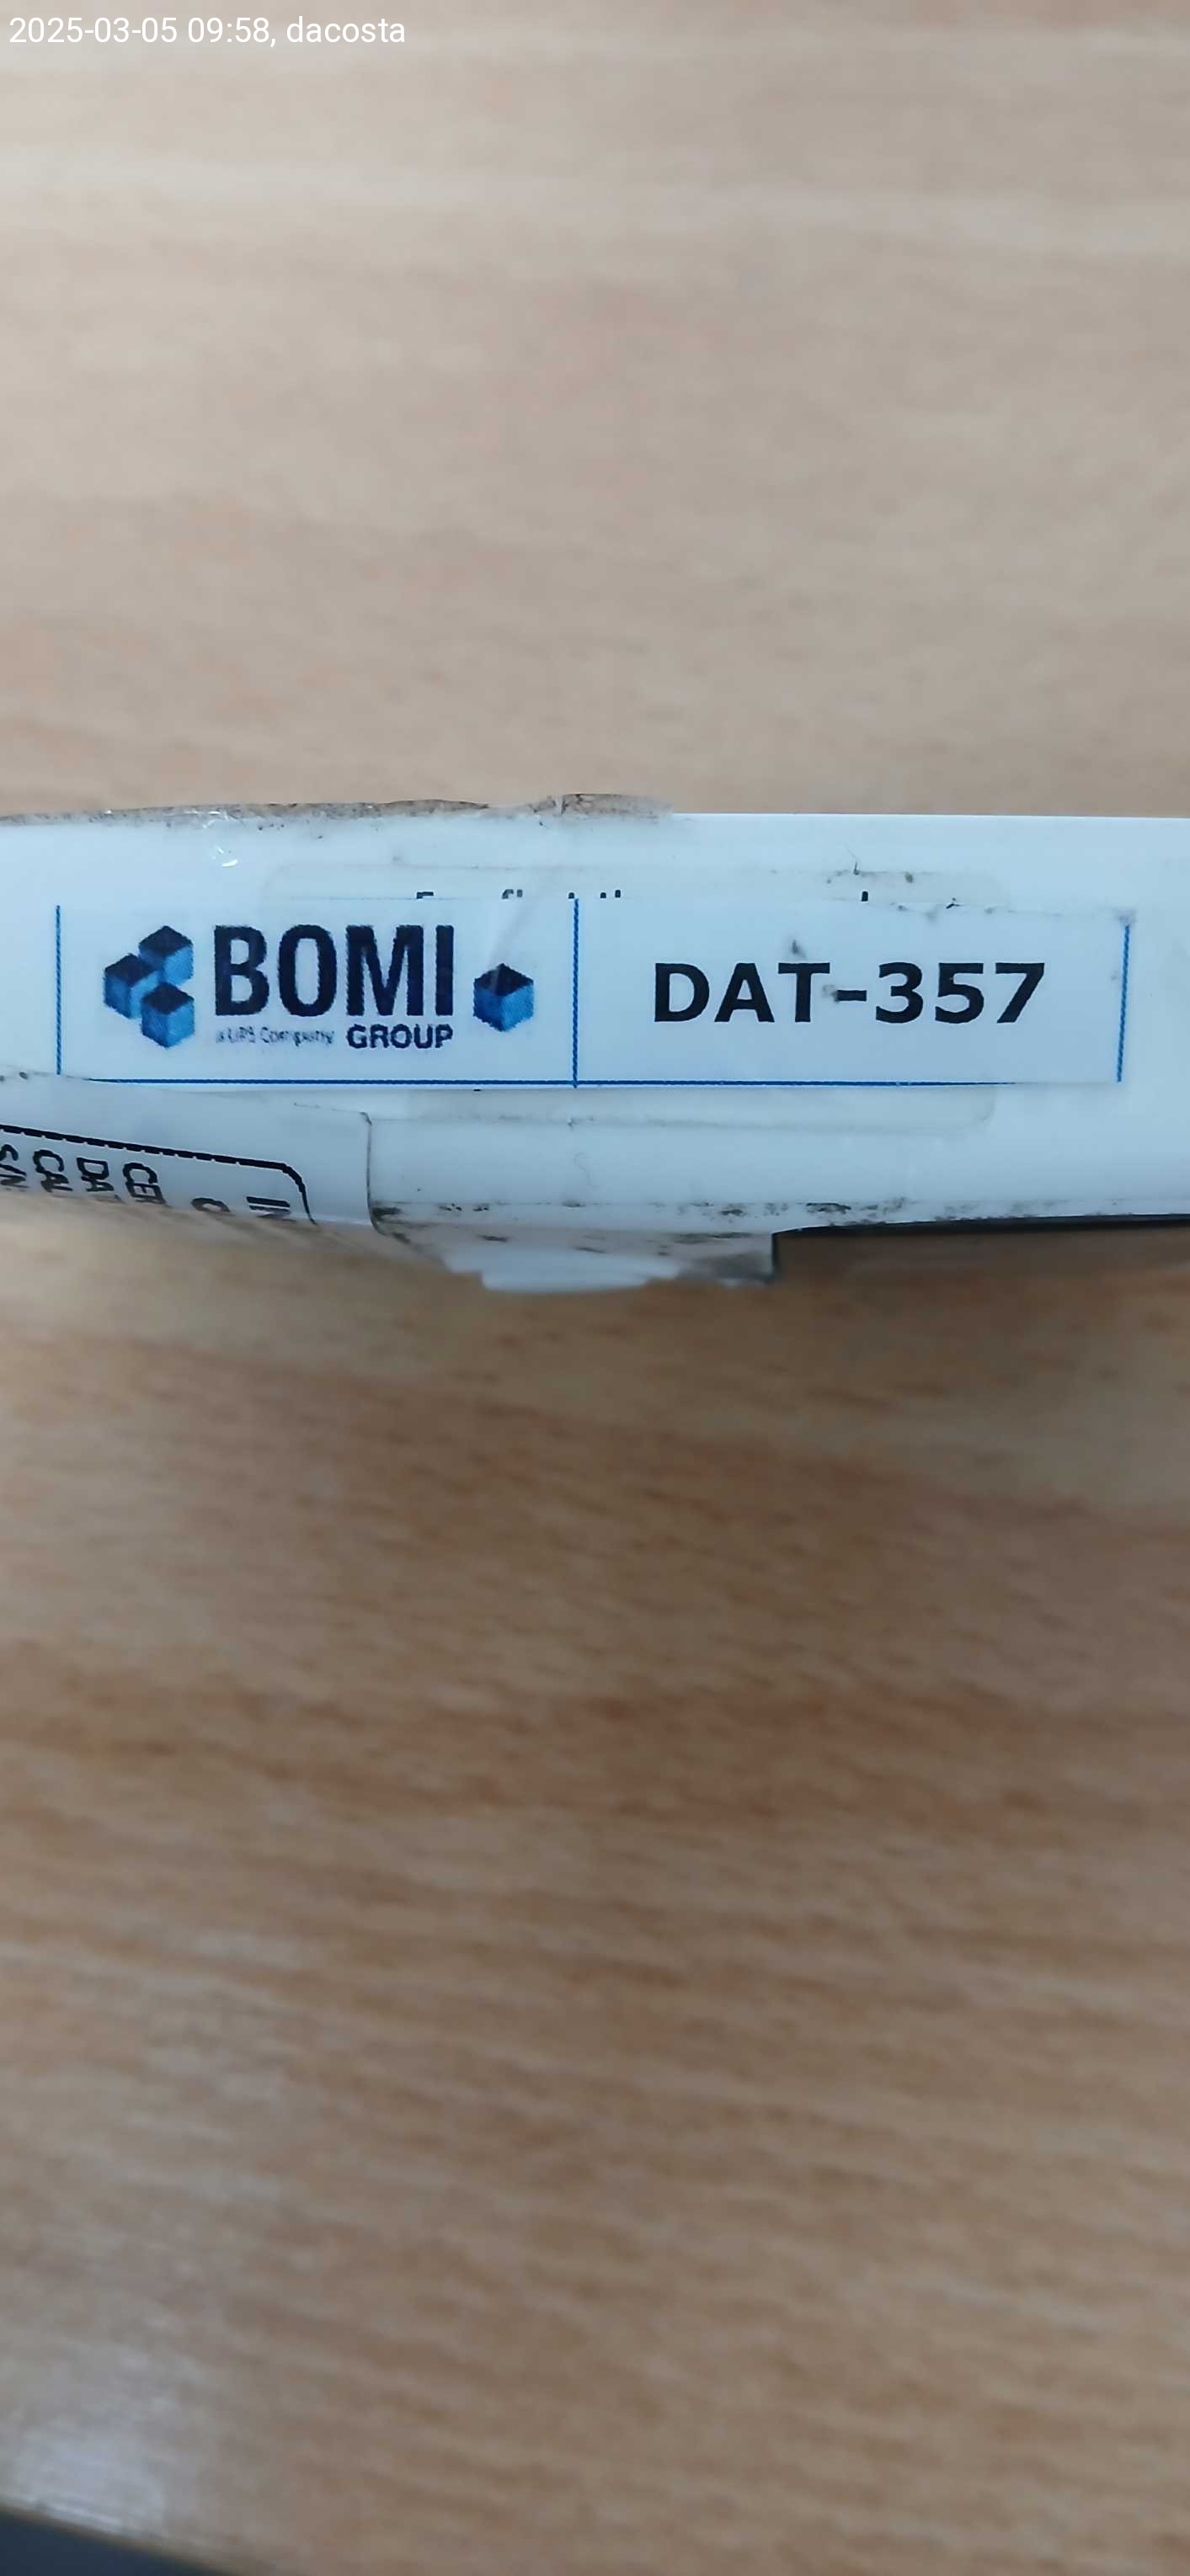 2025-03-05 09:58, dacosta
BOMI
a UPS Company GROUP
DAT-357